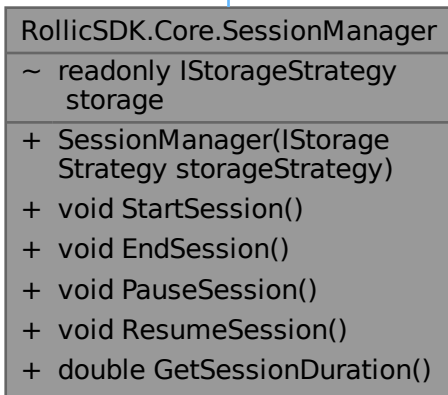 RollicSDK.Core.SessionManager
~ readonly IStorageStrategy
storage
+ SessionManager(IStorage
Strategy storageStrategy)
+ void StartSession()
+ void EndSession()
+ void PauseSession()
+ void ResumeSession()
+ double GetSessionDuration()